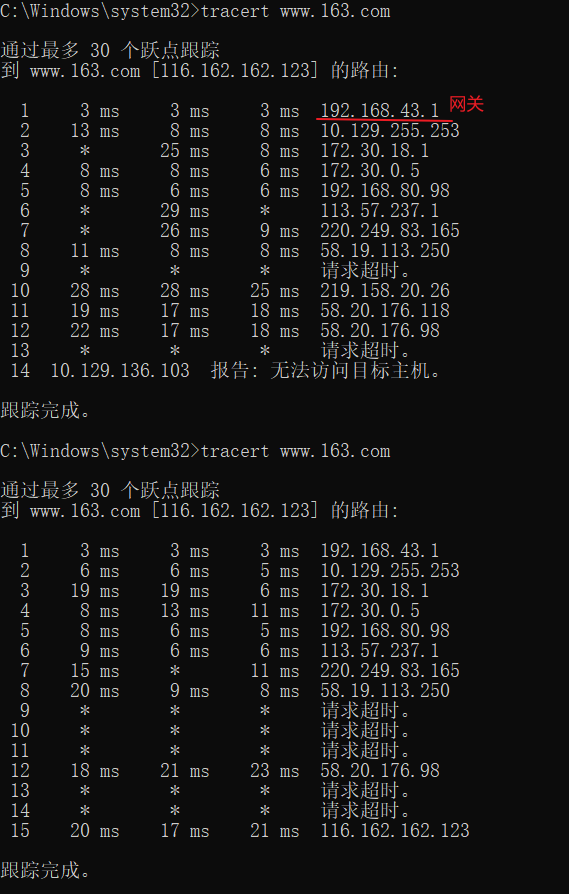 C:\Windows\system32>tracert www.163.com
通过最多 30 个跃点跟踪
到 www.163.com [116.162.162.123] 的路由:
1 3 ms 3 ms 3 ms 192.168.43.1 网关
2 13 ms 8 ms 8 ms 10.129.255.253
3 * 25 ms 8 ms 172.30.18.1
4 8 ms 8 ms 6 ms 172.30.0.5
5 8 ms 6 ms 6 ms 192.168.80.98
6 * 29 ms * 113.57.237.1
7 * 26 ms 9 ms 220.249.83.165
8 11 ms 8 ms 8 ms 58.19.113.250
9 * * * 请求超时。
10 28 ms 28 ms 25 ms 219.158.20.26
11 19 ms 17 ms 18 ms 58.20.176.118
12 22 ms 17 ms 18 ms 58.20.176.98
13 * * * 请求超时。
14 10.129.136.103 报告: 无法访问目标主机。
跟踪完成。
C:\Windows\system32>tracert www.163.com
通过最多 30 个跃点跟踪
到 www.163.com [116.162.162.123] 的路由:
1 3 ms 3 ms 3 ms 192.168.43.1
2 6 ms 6 ms 5 ms 10.129.255.253
3 19 ms 19 ms 6 ms 172.30.18.1
4 8 ms 13 ms 11 ms 172.30.0.5
5 8 ms 6 ms 5 ms 192.168.80.98
6 9 ms 6 ms 6 ms 113.57.237.1
7 15 ms * 11 ms 220.249.83.165
8 20 ms 9 ms 8 ms 58.19.113.250
9 * * * 请求超时。
10 * * * 请求超时。
11 * * * 请求超时。
12 18 ms 21 ms 23 ms 58.20.176.98
13 * * * 请求超时。
14 * * * 请求超时。
15 20 ms 17 ms 21 ms 116.162.162.123
跟踪完成。